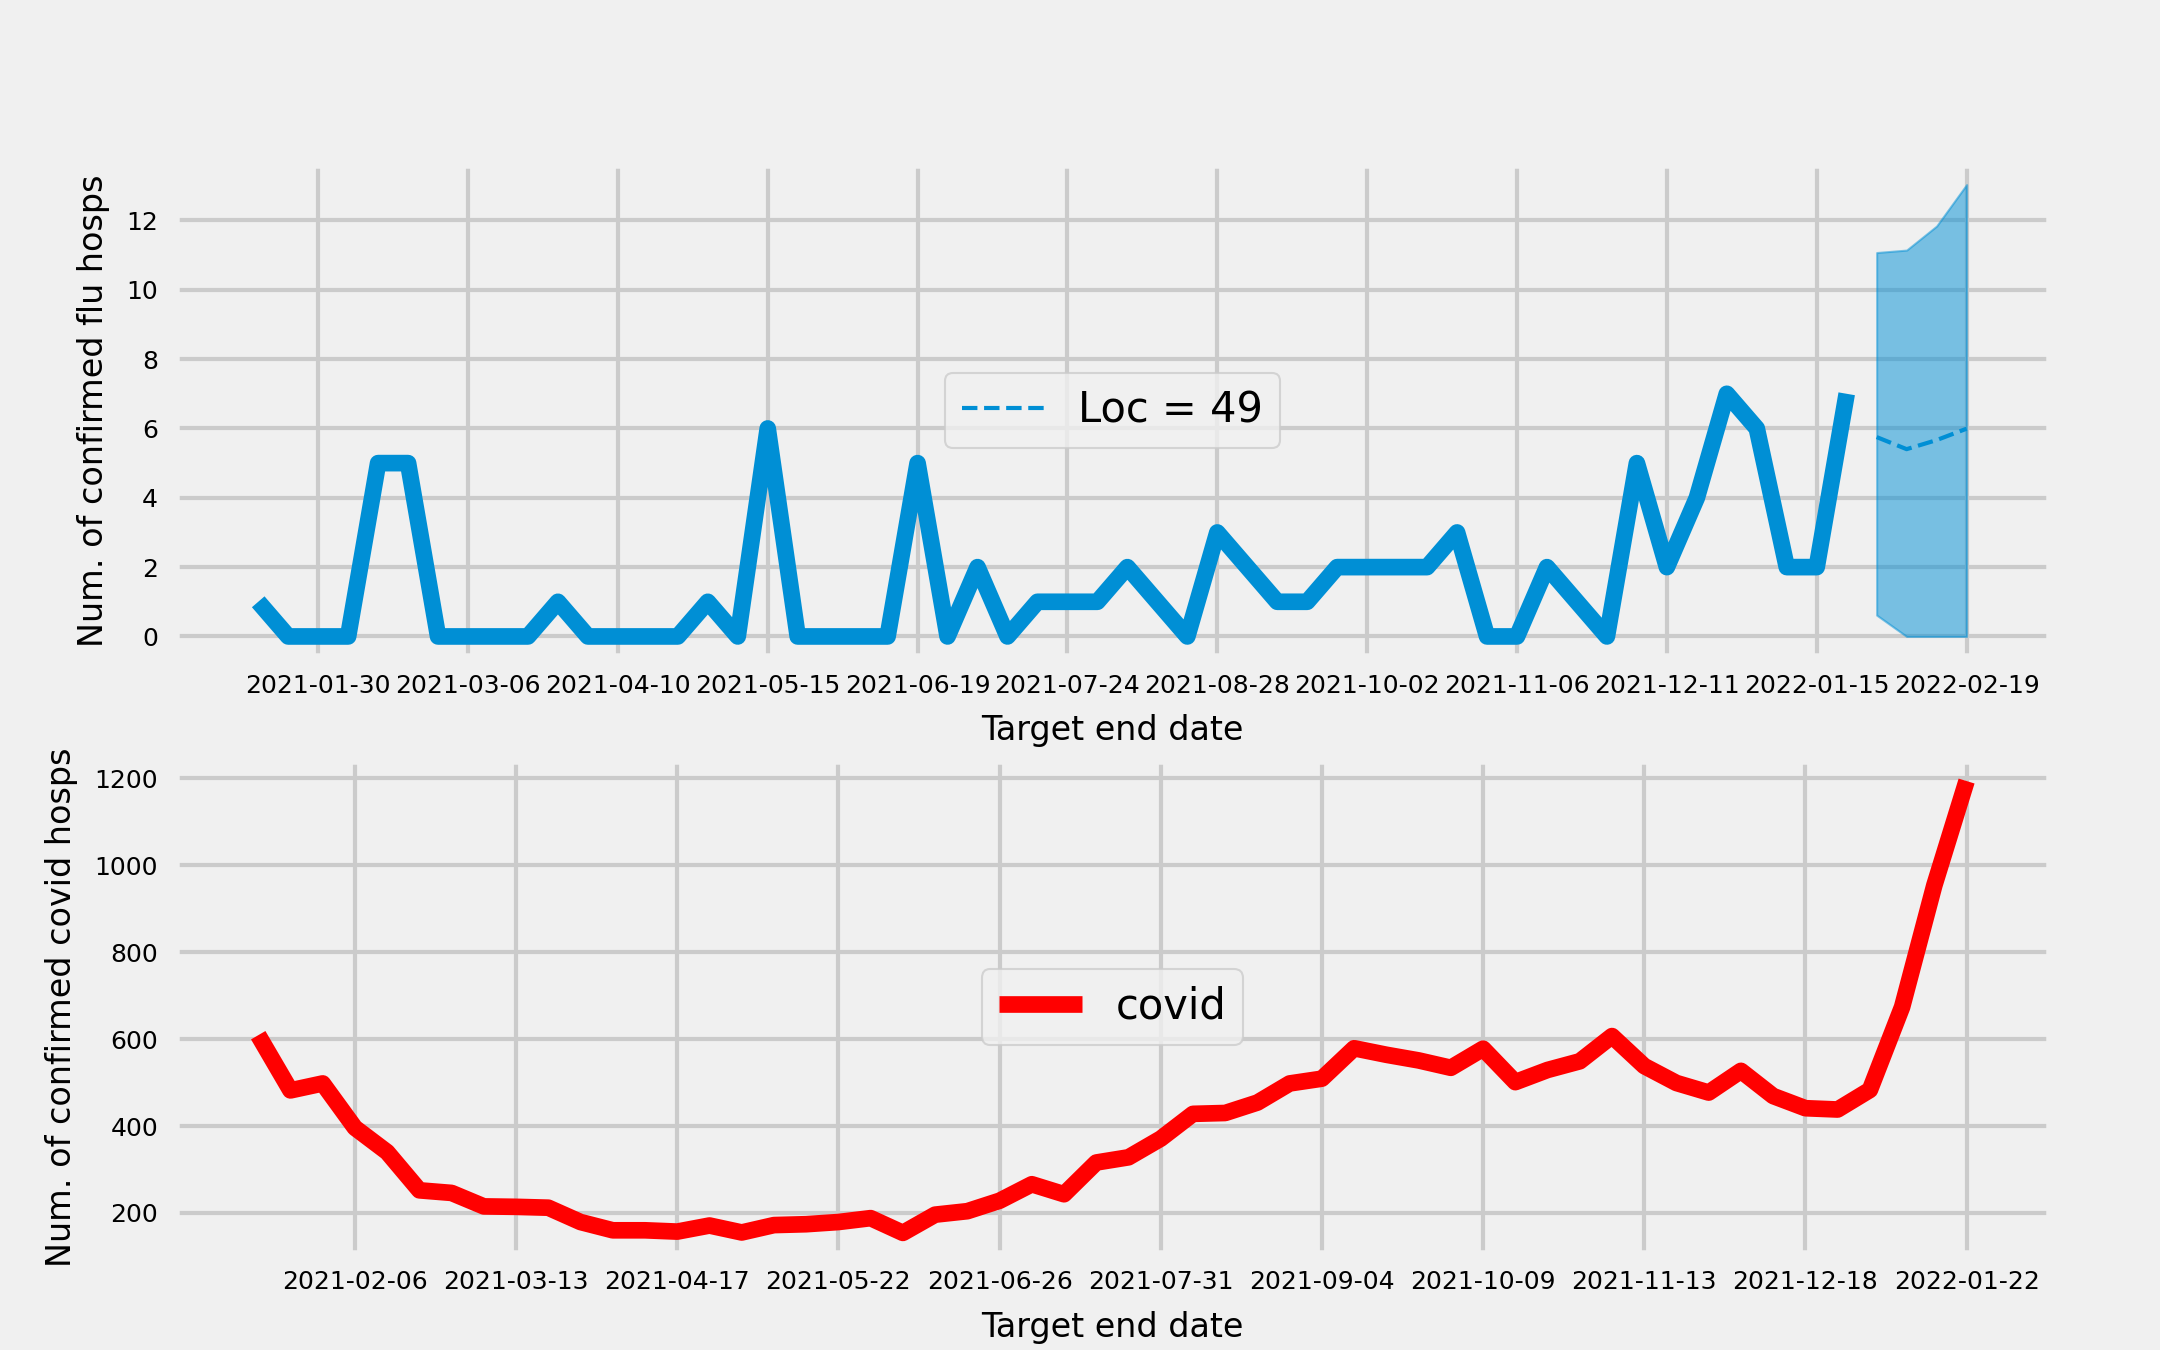 Num. of confirmed flu hosps
12
10
8
6
4
2
0
Loc = 49
2021-01-30 2021-03-06 2021-04-10 2021-05-15 2021-06-19 2021-07-24 2021-08-28 2021-10-02 2021-11-06 2021-12-11 2022-01-15 2022-02-19
Target end date
Num. of confirmed covid hosps
1200
1000
800
600
400
200
covid
2021-02-06 2021-03-13 2021-04-17 2021-05-22 2021-06-26 2021-07-31 2021-09-04 2021-10-09 2021-11-13 2021-12-18 2022-01-22
Target end date